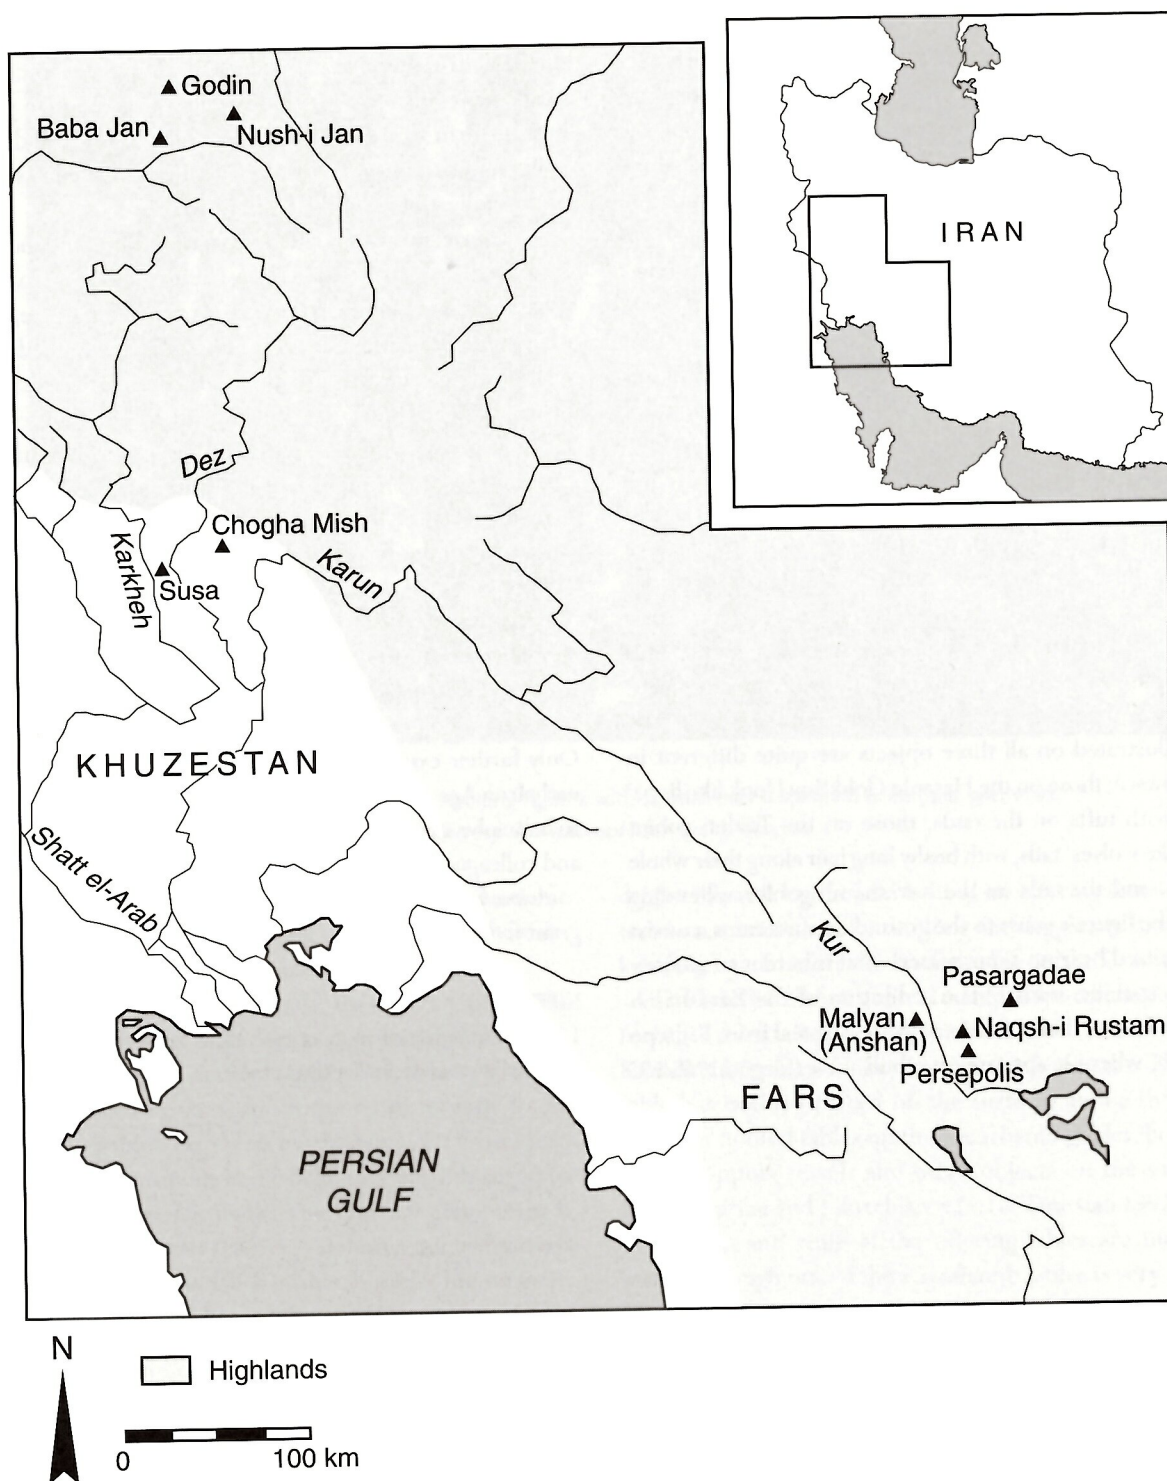 Godin
Baba Jan
Nush-i Jan
IRAN
Dez
Chogha Mish
Karkheh
Susa
Karun
KHUZESTAN
Shatt el-Arab
Kur
Pasargadae
Malyan
(Anshan)
Naqsh-i Rustam
Persepolis
FARS
PERSIAN
GULF
N
Highlands
0
100 km